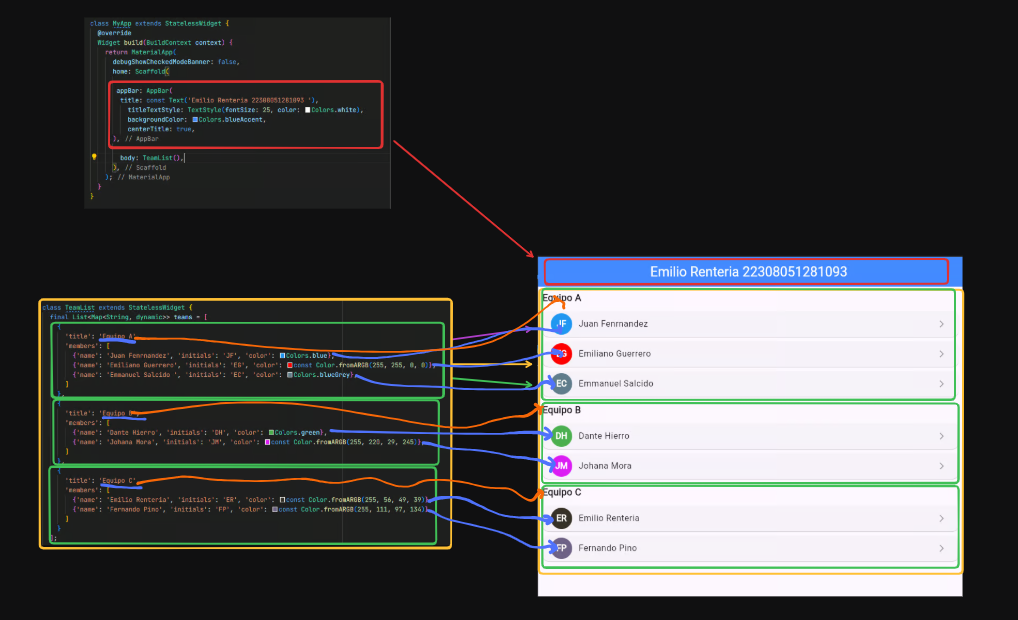 class MyApp extends StatelessWidget {
@override
Widget build(BuildContext context) {
return MaterialApp(
debugShowCheckedModeBanner: false,
home: Scaffold(
appBar: AppBar(
title: const Text('Emilio Renteria 22308051281093 '),
titleTextStyle: TextStyle(fontSize: 25, color: Colors.white),
backgroundColor: Colors.blueAccent,
centerTitle: true,
), // AppBar
body: TeamList(),
), // Scaffold
); // MaterialApp
}
}
class TeamList extends StatelessWidget {
final List<Map<String, dynamic>> teams = [
{
'title': 'Equipo A',
'members': [
{'name': 'Juan Fenrnandez', 'initials': 'JF', 'color': Colors.blue},
{'name': 'Emiliano Guerrero', 'initials': 'EG', 'color': const Color.fromARGB(255, 255, 0, 0)},
{'name': 'Emmanuel Salcido ', 'initials': 'EC', 'color': Colors.blueGrey},
]
},
{
'title': 'Equipo B',
'members': [
{'name': 'Dante Hierro', 'initials': 'DH', 'color': Colors.green},
{'name': 'Johana Mora', 'initials': 'JM', 'color': const Color.fromARGB(255, 220, 29, 245)},
]
},
{
'title': 'Equipo C',
'members': [
{'name': 'Emilio Renteria', 'initials': 'ER', 'color': const Color.fromARGB(255, 56, 49, 39)},
{'name': 'Fernando Pino', 'initials': 'FP', 'color': const Color.fromARGB(255, 111, 97, 134)},
]
}
];
Emilio Renteria 22308051281093
Equipo A
JF Juan Fenrnandez
EG Emiliano Guerrero
EC Emmanuel Salcido
Equipo B
DH Dante Hierro
JM Johana Mora
Equipo C
ER Emilio Renteria
FP Fernando Pino